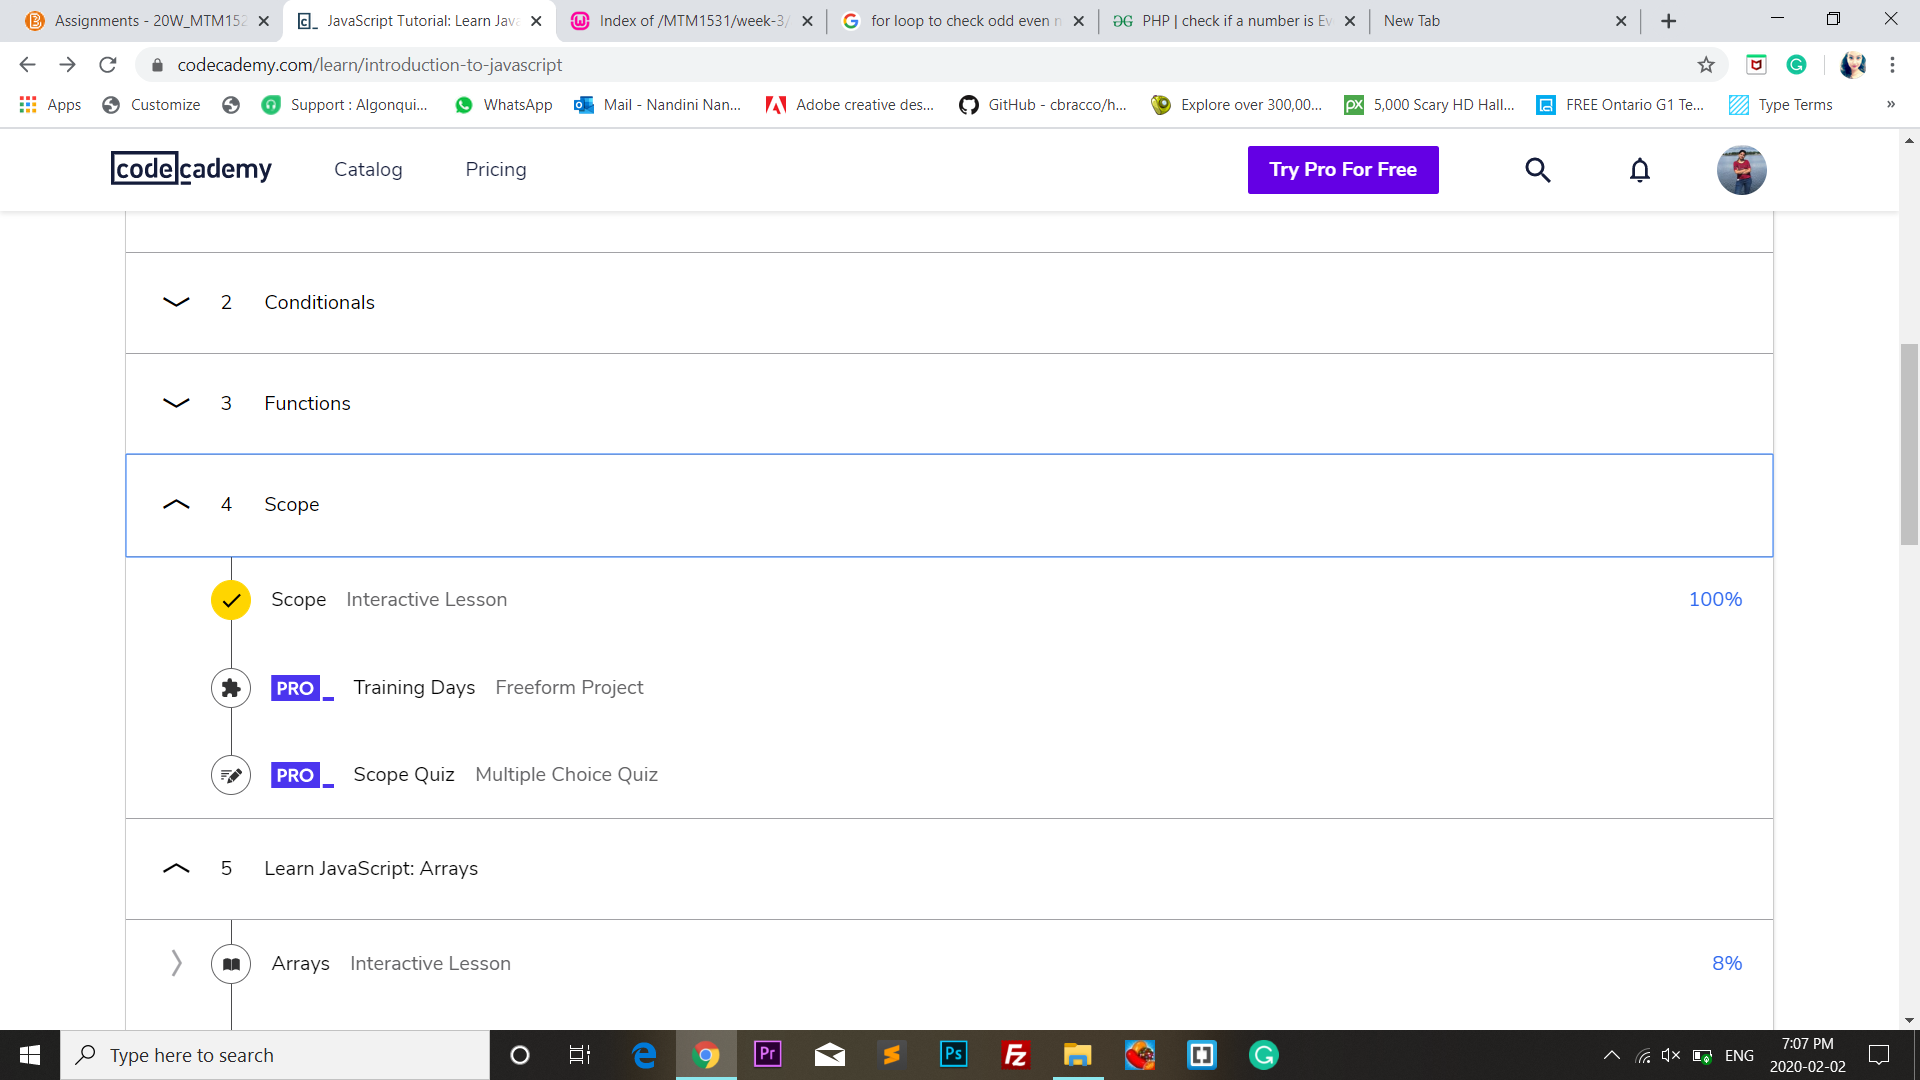 Assignments - 20W_MTM152
JavaScript Tutorial: Learn Java
Index of /MTM1531/week-3/
for loop to check odd even n
PHP | check if a number is Ev
New Tab
codecademy.com/learn/introduction-to-javascript
Apps
Customize
Support : Algonqui...
WhatsApp
Mail - Nandini Nan...
Adobe creative des...
GitHub - cbracco/h...
Explore over 300,00...
5,000 Scary HD Hall...
FREE Ontario G1 Te...
Type Terms
»
codecademy
Catalog
Pricing
Try Pro For Free
2 Conditionals
3 Functions
4 Scope
Scope Interactive Lesson 100%
PRO Training Days Freeform Project
PRO Scope Quiz Multiple Choice Quiz
5 Learn JavaScript: Arrays
Arrays Interactive Lesson 8%
Type here to search
Pr
Ps
Fz
ENG
7:07 PM
2020-02-02